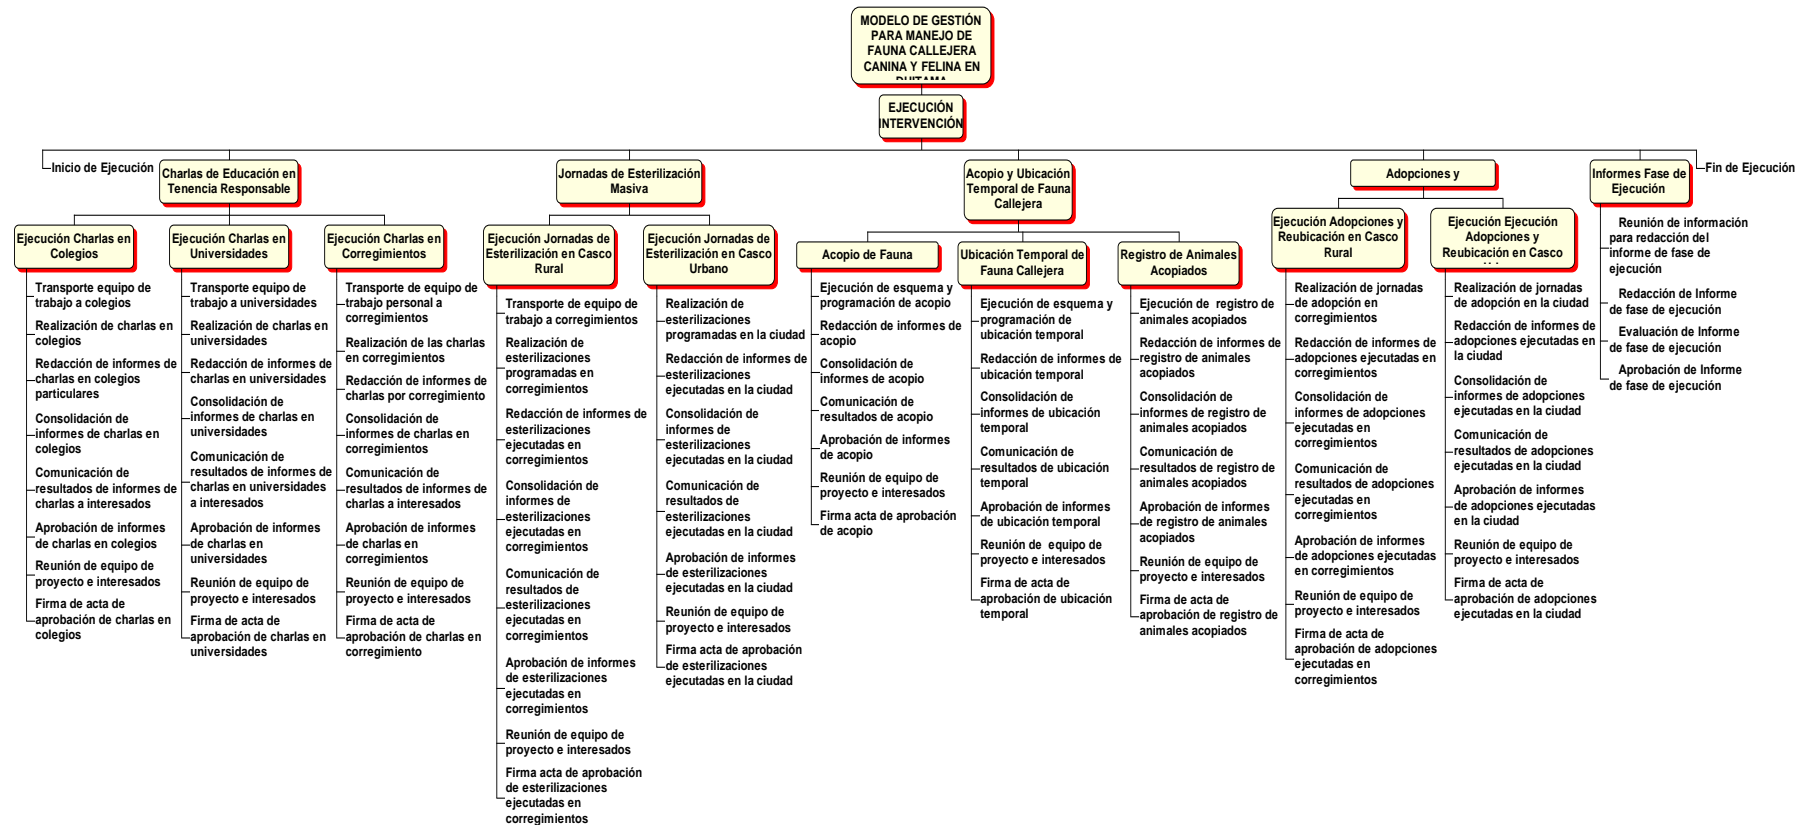 MODELO DE GESTIÓN
PARA MANEJO DE
FAUNA CALLEJERA
CANINA Y FELINA EN
DUITAMA
EJECUCIÓN
INTERVENCIÓN
Inicio de Ejecución
Charlas de Educación en
Tenencia Responsable
Jornadas de Esterilización
Masiva
Acopio y Ubicación
Temporal de Fauna
Callejera
Adopciones y
Informes Fase de
Ejecución
Fin de Ejecución
Ejecución Charlas en
Colegios
Transporte equipo de
trabajo a colegios
Realización de charlas en
colegios
Redacción de informes de
charlas en colegios
particulares
Consolidación de
informes de charlas en
colegios
Comunicación de
resultados de informes de
charlas a interesados
Aprobación de informes
de charlas en colegios
Reunión de equipo de
proyecto e interesados
Firma de acta de
aprobación de charlas en
colegios
Ejecución Charlas en
Universidades
Transporte equipo de
trabajo a universidades
Realización de charlas en
universidades
Redacción de informes de
charlas en universidades
Consolidación de
informes de charlas en
universidades
Comunicación de
resultados de informes de
charlas en universidades
a interesados
Aprobación de informes
de charlas en
universidades
Reunión de equipo de
proyecto e interesados
Firma de acta de
aprobación de charlas en
universidades
Ejecución Charlas en
Corregimientos
Transporte de equipo de
trabajo personal a
corregimientos
Realización de las charlas
en corregimientos
Redacción de informes de
charlas por corregimiento
Consolidación de
informes de charlas en
corregimientos
Comunicación de
resultados de informes de
charlas a interesados
Aprobación de informes
de charlas en
corregimientos
Reunión de equipo de
proyecto e interesados
Firma de acta de
aprobación de charlas en
corregimiento
Ejecución Jornadas de
Esterilización en Casco
Rural
Transporte de equipo de
trabajo a corregimientos
Realización de
esterilizaciones
programadas en
corregimientos
Redacción de informes de
esterilizaciones
ejecutadas en
corregimientos
Consolidación de
informes de
esterilizaciones
ejecutadas en
corregimientos
Comunicación de
resultados de
esterilizaciones
ejecutadas en
corregimientos
Aprobación de informes
de esterilizaciones
ejecutadas en
corregimientos
Reunión de equipo de
proyecto e interesados
Firma acta de aprobación
de esterilizaciones
ejecutadas en
corregimientos
Ejecución Jornadas de
Esterilización en Casco
Urbano
Realización de
esterilizaciones
programadas en la ciudad
Redacción de informes de
esterilizaciones
ejecutadas en la ciudad
Consolidación de
informes de
esterilizaciones
ejecutadas en la ciudad
Comunicación de
resultados de
esterilizaciones
ejecutadas en la ciudad
Aprobación de informes
de esterilizaciones
ejecutadas en la ciudad
Reunión de equipo de
proyecto e interesados
Firma acta de aprobación
de esterilizaciones
ejecutadas en la ciudad
Acopio de Fauna
Ejecución de esquema y
programación de acopio
Redacción de informes de
acopio
Consolidación de
informes de acopio
Comunicación de
resultados de acopio
Aprobación de informes
de acopio
Reunión de equipo de
proyecto e interesados
Firma acta de aprobación
de acopio
Ubicación Temporal de
Fauna Callejera
Ejecución de esquema y
programación de
ubicación temporal
Redacción de informes de
ubicación temporal
Consolidación de
informes de ubicación
temporal
Comunicación de
resultados de ubicación
temporal
Aprobación de informes
de ubicación temporal
Reunión de equipo de
proyecto e interesados
Firma de acta de
aprobación de ubicación
temporal
Registro de Animales
Acopiados
Ejecución de registro de
animales acopiados
Redacción de informes de
registro de animales
acopiados
Consolidación de
informes de registro de
animales acopiados
Comunicación de
resultados de registro de
animales acopiados
Aprobación de informes
de registro de animales
acopiados
Reunión de equipo de
proyecto e interesados
Firma de acta de
aprobación de registro de
animales acopiados
Ejecución Adopciones y
Reubicación en Casco
Rural
Realización de jornadas
de adopción en
corregimientos
Redacción de informes de
adopciones ejecutadas en
corregimientos
Consolidación de
informes de adopciones
ejecutadas en
corregimientos
Comunicación de
resultados de adopciones
ejecutadas en
corregimientos
Aprobación de informes
de adopciones ejecutadas
en corregimientos
Reunión de equipo de
proyecto e interesados
Firma de acta de
aprobación de adopciones
ejecutadas en
corregimientos
Ejecución Ejecución
Adopciones y
Reubicación en Casco
Realización de jornadas
de adopción en la ciudad
Redacción de informes de
adopciones ejecutadas en
la ciudad
Consolidación de
informes de adopciones
ejecutadas en la ciudad
Comunicación de
resultados de adopciones
ejecutadas en la ciudad
Aprobación de informes
de adopciones ejecutadas
en la ciudad
Reunión de equipo de
proyecto e interesados
Firma de acta de
aprobación de adopciones
ejecutadas en la ciudad
Reunión de información
para redacción del
informe de fase de
ejecución
Redacción de Informe
de fase de ejecución
Evaluación de Informe
de fase de ejecución
Aprobación de Informe
de fase de ejecución